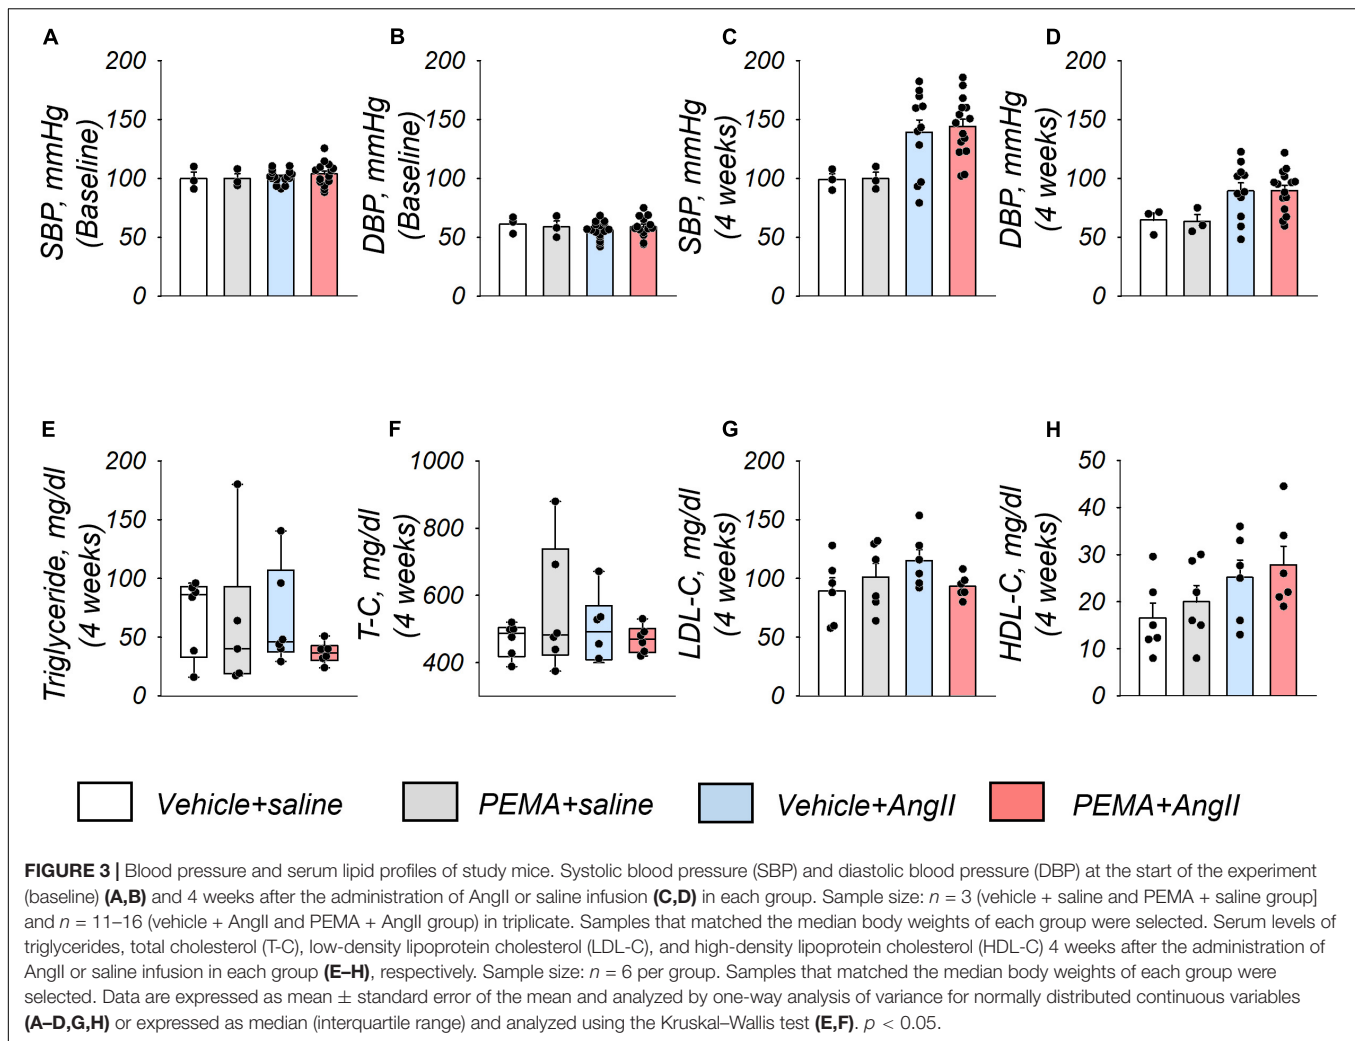 A
B
C
D
SBP, mmHg
(Baseline)
200
150
100
50
0
DBP, mmHg
(Baseline)
200
150
100
50
0
SBP, mmHg
(4 weeks)
200
150
100
50
0
DBP, mmHg
(4 weeks)
200
150
100
50
0
E
F
G
H
Triglyceride, mg/dl
(4 weeks)
200
150
100
50
0
T-C, mg/dl
(4 weeks)
1000
800
600
400
LDL-C, mg/dl
(4 weeks)
200
150
100
50
0
HDL-C, mg/dl
(4 weeks)
50
40
30
20
10
0
Vehicle+saline
PEMA+saline
Vehicle+AngII
PEMA+AngII
FIGURE 3 | Blood pressure and serum lipid profiles of study mice. Systolic blood pressure (SBP) and diastolic blood pressure (DBP) at the start of the experiment
(baseline) (A,B) and 4 weeks after the administration of AngII or saline infusion (C,D) in each group. Sample size: n = 3 (vehicle + saline and PEMA + saline group]
and n = 11–16 (vehicle + AngII and PEMA + AngII group) in triplicate. Samples that matched the median body weights of each group were selected. Serum levels of
triglycerides, total cholesterol (T-C), low-density lipoprotein cholesterol (LDL-C), and high-density lipoprotein cholesterol (HDL-C) 4 weeks after the administration of
AngII or saline infusion in each group (E–H), respectively. Sample size: n = 6 per group. Samples that matched the median body weights of each group were
selected. Data are expressed as mean ± standard error of the mean and analyzed by one-way analysis of variance for normally distributed continuous variables
(A–D,G,H) or expressed as median (interquartile range) and analyzed using the Kruskal–Wallis test (E,F). p < 0.05.